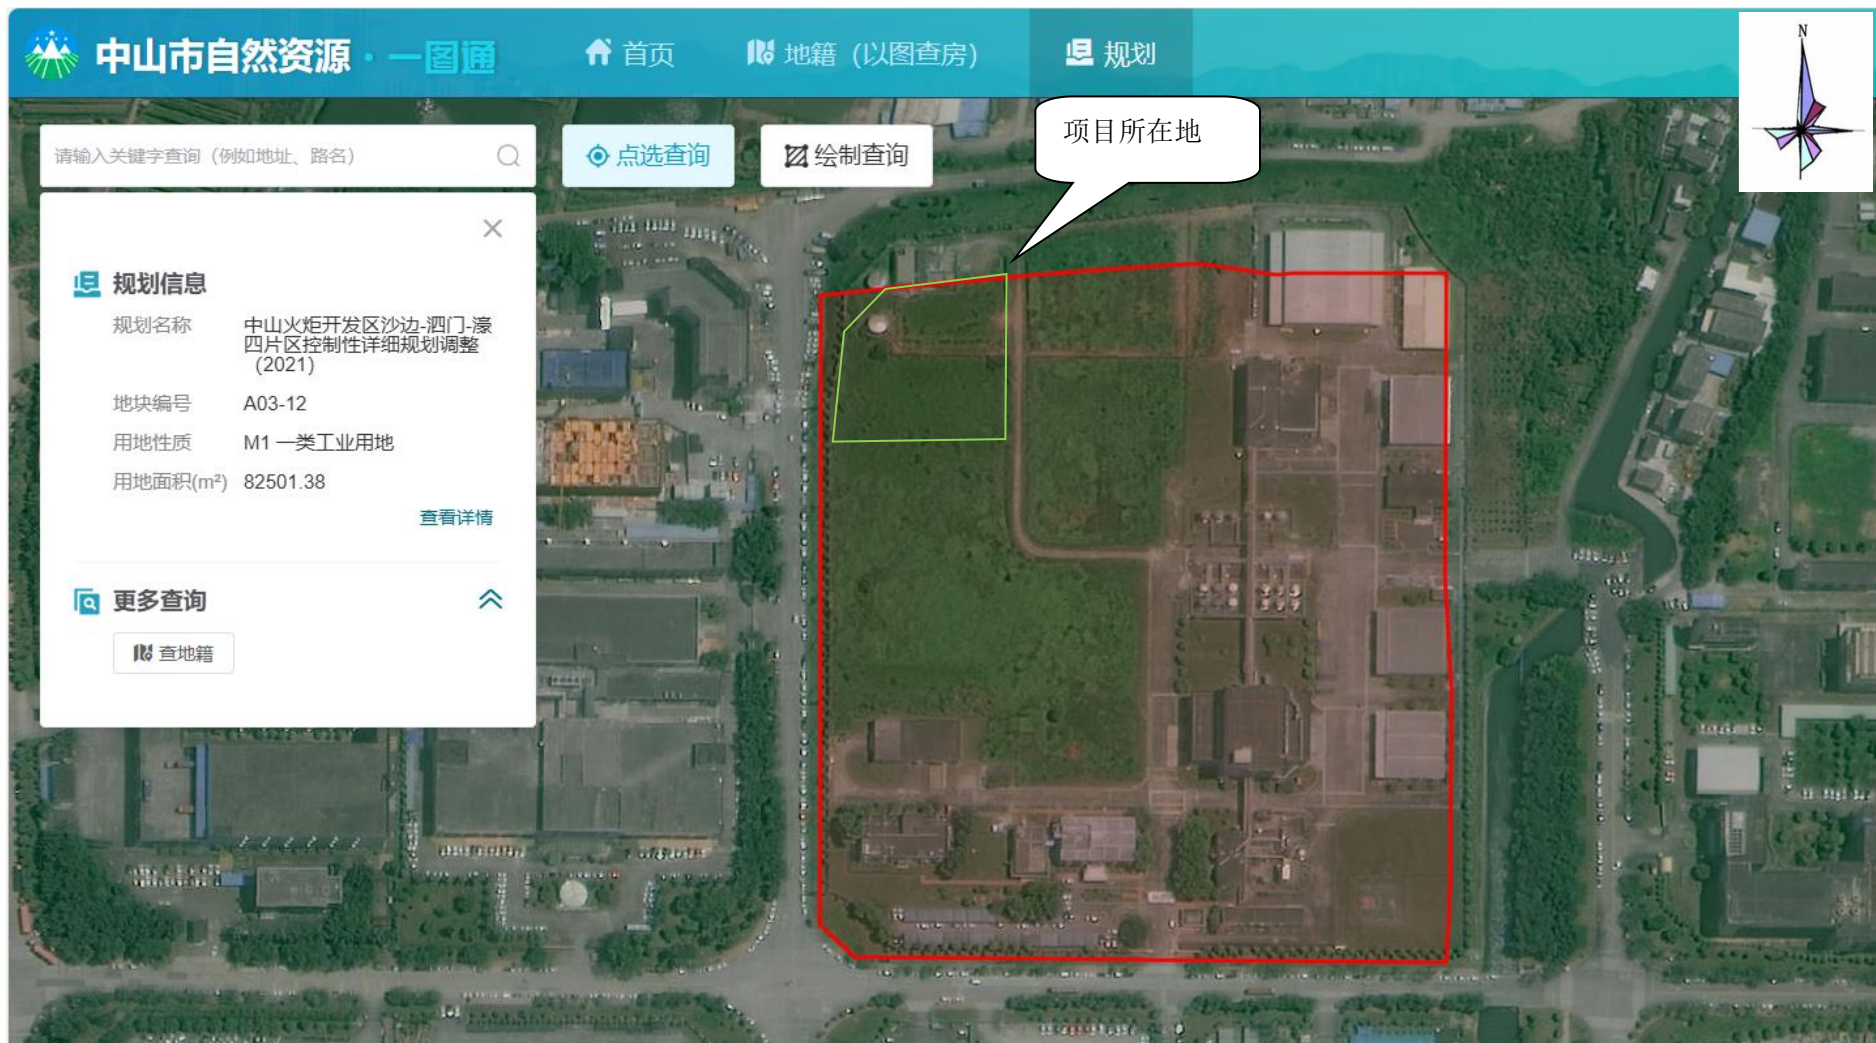 中山市自然资源·一图通
首页
地籍（以图查房）
规划
N
项目所在地
请输入关键字查询（例如地址、路名）
点选查询
绘制查询
规划信息
规划名称
中山火炬开发区沙边-泗门-濠
四片区控制性详细规划调整
（2021）
地块编号
A03-12
用地性质
M1 一类工业用地
用地面积(m²)
82501.38
查看详情
更多查询
查地籍